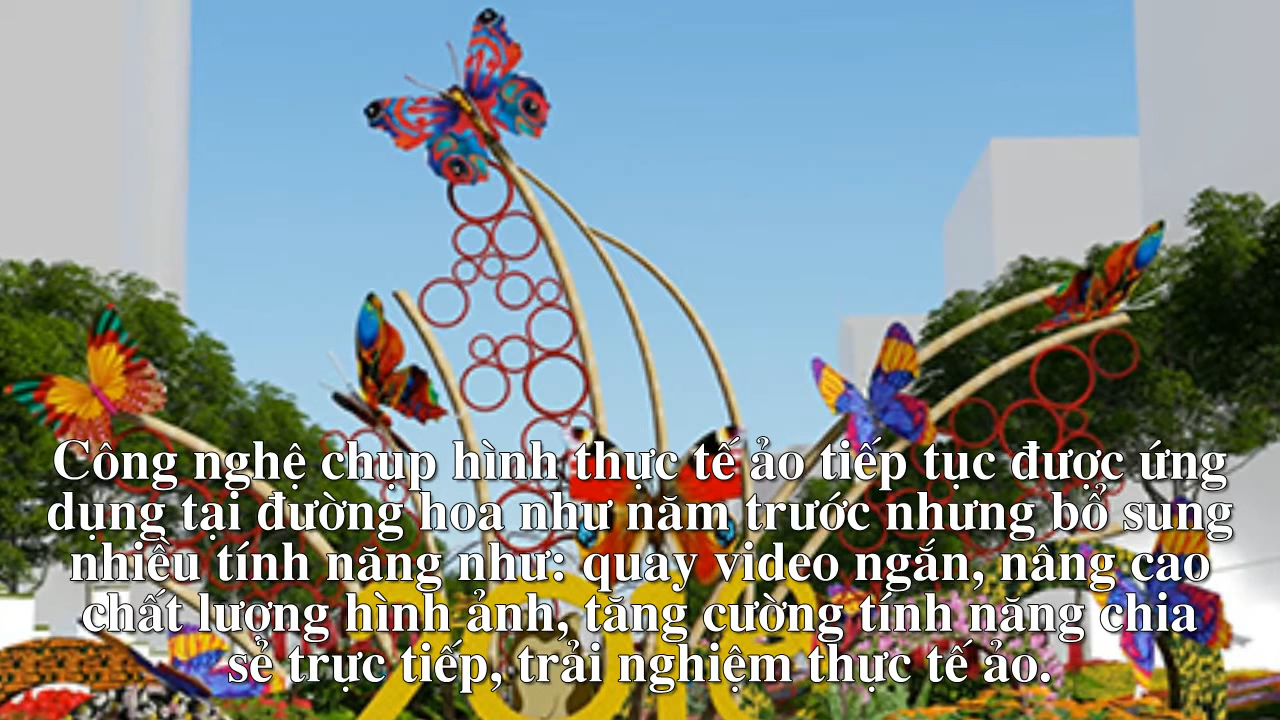 Công nghệ chụp hình thực tế ảo tiếp tục được ứng
dụng tại đường hoa như năm trước nhưng bổ sung
nhiều tính năng như: quay video ngắn, nâng cao
chất lượng hình ảnh, tăng cường tính năng chia
sẻ trực tiếp, trải nghiệm thực tế ảo.